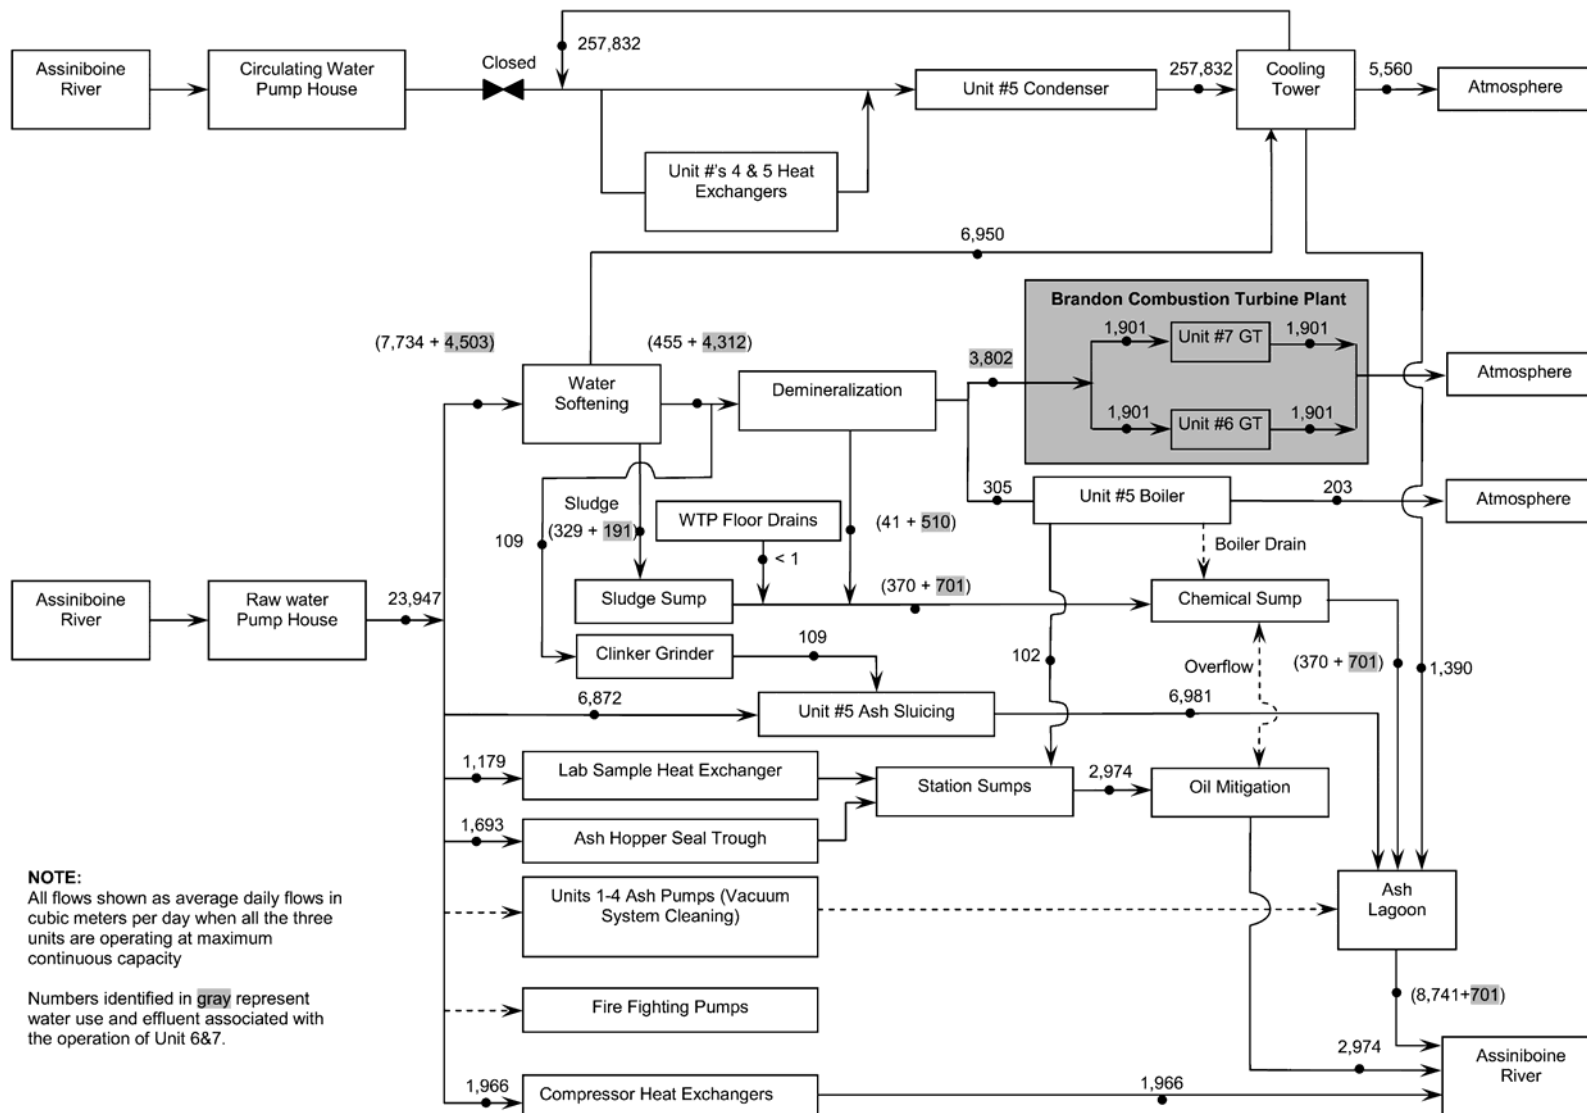 257,832
Closed
Assiniboine
River
Circulating Water
Pump House
Unit #5 Condenser
257,832
Cooling
Tower
5,560
Atmosphere
Unit #'s 4 & 5 Heat
Exchangers
6,950
Brandon Combustion Turbine Plant
(7,734 + 4,503)
(455 + 4,312)
3,802
1,901
Unit #7 GT
1,901
Water
Softening
Demineralization
Atmosphere
1,901
Unit #6 GT
1,901
Sludge
(329 + 191)
WTP Floor Drains
(41 + 510)
305
Unit #5 Boiler
203
Atmosphere
109
< 1
Boiler Drain
Assiniboine
River
Raw water
Pump House
23,947
Sludge Sump
(370 + 701)
Chemical Sump
Clinker Grinder
109
102
Overflow
(370 + 701)
1,390
6,872
Unit #5 Ash Sluicing
6,981
1,179
Lab Sample Heat Exchanger
Station Sumps
2,974
Oil Mitigation
1,693
Ash Hopper Seal Trough
Units 1-4 Ash Pumps (Vacuum
System Cleaning)
Ash
Lagoon
NOTE:
All flows shown as average daily flows in
cubic meters per day when all the three
units are operating at maximum
continuous capacity
Numbers identified in gray represent
water use and effluent associated with
the operation of Unit 6&7.
Fire Fighting Pumps
(8,741+701)
2,974
1,966
Compressor Heat Exchangers
1,966
Assiniboine
River